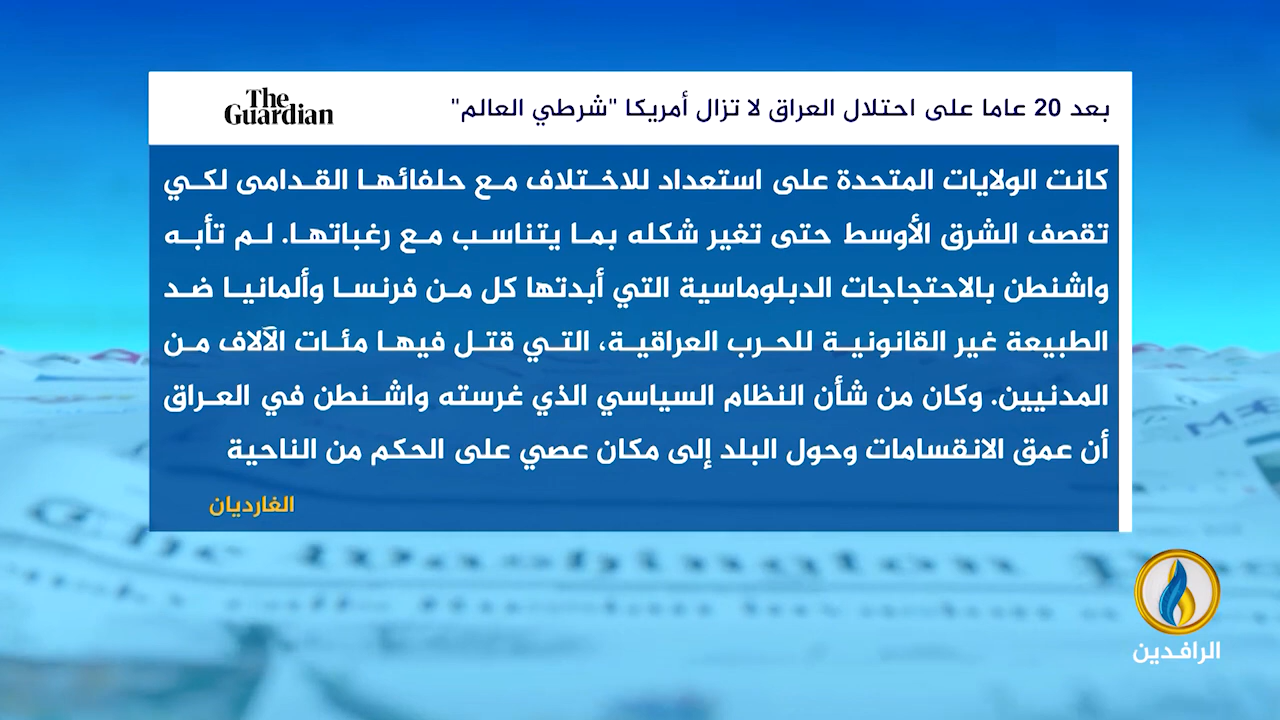 The
Guardian
بعد 20 عاما على احتلال العراق لا تزال أمريكا "شرطي العالم"
كانت الولايات المتحدة على استعداد للاختلاف مع حلفائها القدامى لكي
تقصف الشرق الأوسط حتى تغير شكله بما يتناسب مع رغباتها. لم تأبه
واشنطن بالاحتجاجات الدبلوماسية التي أبدتها كل من فرنسا وألمانيا ضد
الطبيعة غير القانونية للحرب العراقية، التي قتل فيها مئات الآلاف من
المدنيين. وكان من شأن النظام السياسي الذي غرسته واشنطن في العراق
أن عمق الانقسامات وحول البلد إلى مكان عصي على الحكم من الناحية
الغارديان
الرافدين